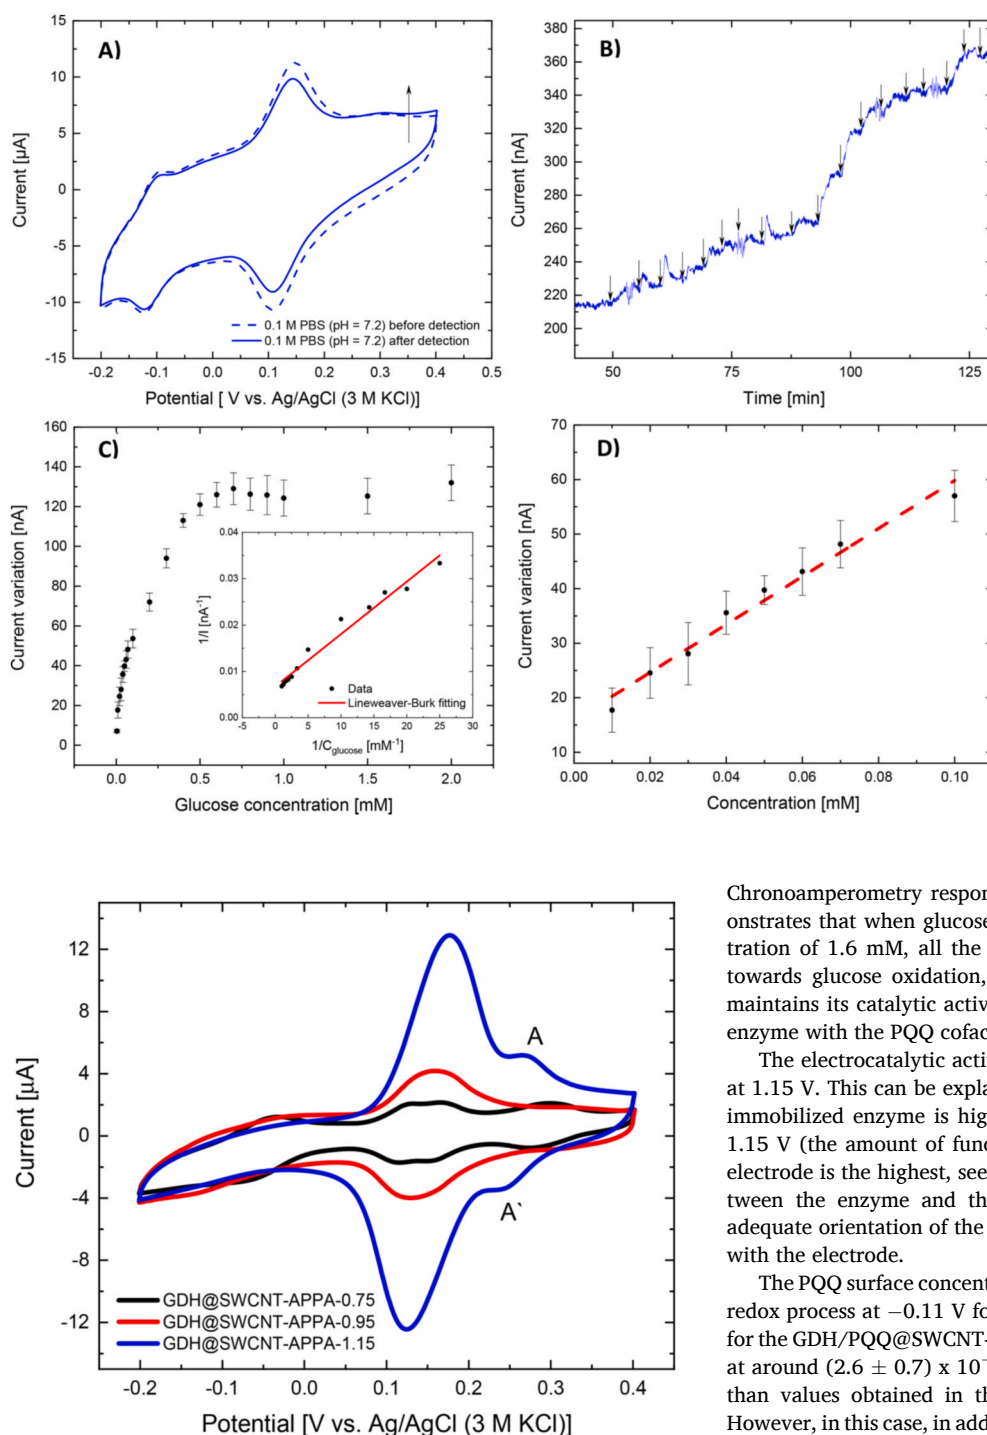 A)
15
10
5
0
-5
-10
-15
Current [µA]
0.1 M PBS (pH = 7.2) before detection
0.1 M PBS (pH = 7.2) after detection
-0.2 -0.1 0.0 0.1 0.2 0.3 0.4 0.5
Potential [ V vs. Ag/AgCl (3 M KCl)]
B)
380
360
340
320
300
280
260
240
220
200
Current [nA]
50 75 100 125
Time [min]
C)
160
140
120
100
80
60
40
20
0
Current variation [nA]
0.0 0.5 1.0 1.5 2.0
Glucose concentration [mM]
0.04
0.03
0.02
0.01
0.00
1/I [nA⁻¹]
Data
Lineweaver-Burk fitting
-5 0 5 10 15 20 25 30
1/Cglucose [mM⁻¹]
D)
70
60
50
40
30
20
10
Current variation [nA]
0.00 0.02 0.04 0.06 0.08 0.10
Concentration [mM]
12
8
4
0
-4
-8
-12
Current [µA]
A
A`
GDH@SWCNT-APPA-0.75
GDH@SWCNT-APPA-0.95
GDH@SWCNT-APPA-1.15
-0.2 -0.1 0.0 0.1 0.2 0.3 0.4
Potential [V vs. Ag/AgCl (3 M KCl)]
Chronoamperometry respon
onstrates that when glucose
tration of 1.6 mM, all the
towards glucose oxidation,
maintains its catalytic activ
enzyme with the PQQ cofac
The electrocatalytic activ
at 1.15 V. This can be expla
immobilized enzyme is hig
1.15 V (the amount of func
electrode is the highest, see
tween the enzyme and th
adequate orientation of the
with the electrode.
The PQQ surface concent
redox process at −0.11 V fo
for the GDH/PQQ@SWCNT-
at around (2.6 ± 0.7) x 10⁻
than values obtained in th
However, in this case, in add